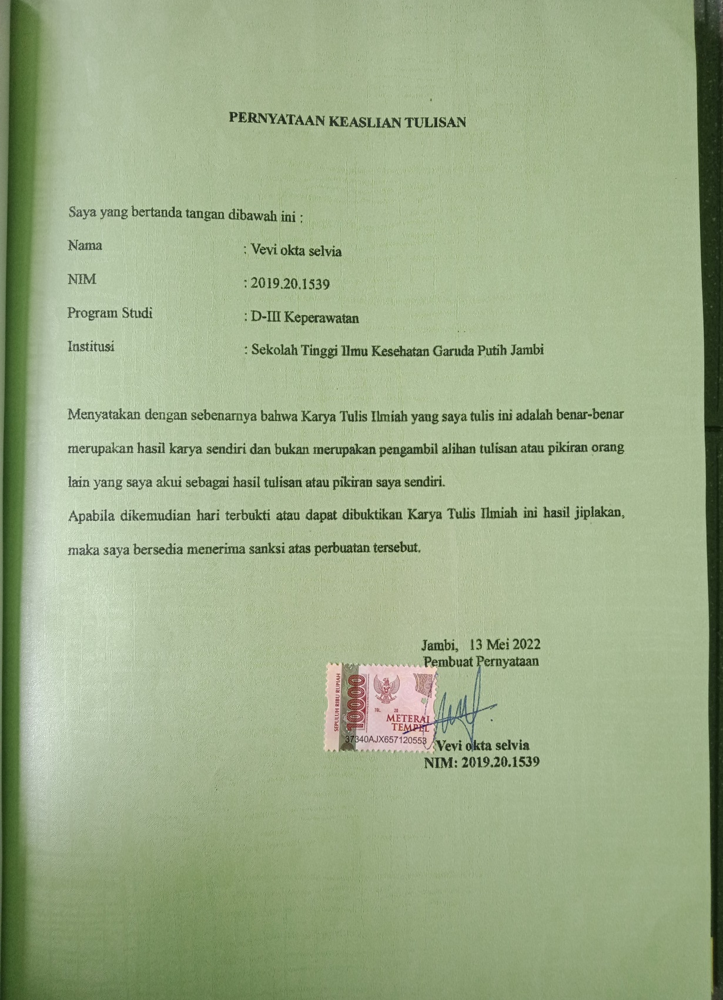 PERNYATAAN KEASLIAN TULISAN
Saya yang bertanda tangan dibawah ini :
Nama : Vevi okta selvia
NIM : 2019.20.1539
Program Studi : D-III Keperawatan
Institusi : Sekolah Tinggi Ilmu Kesehatan Garuda Putih Jambi
Menyatakan dengan sebenarnya bahwa Karya Tulis Ilmiah yang saya tulis ini adalah benar-benar
merupakan hasil karya sendiri dan bukan merupakan pengambil alihan tulisan atau pikiran orang
lain yang saya akui sebagai hasil tulisan atau pikiran saya sendiri.
Apabila dikemudian hari terbukti atau dapat dibuktikan Karya Tulis Ilmiah ini hasil jiplakan,
maka saya bersedia menerima sanksi atas perbuatan tersebut.
Jambi, 13 Mei 2022
Pembuat Pernyataan
SEPULUH RIBU RUPIAH
10000
TGL. 20
METERAI
TEMPEL
37340AJX657120553
Vevi okta selvia
NIM: 2019.20.1539